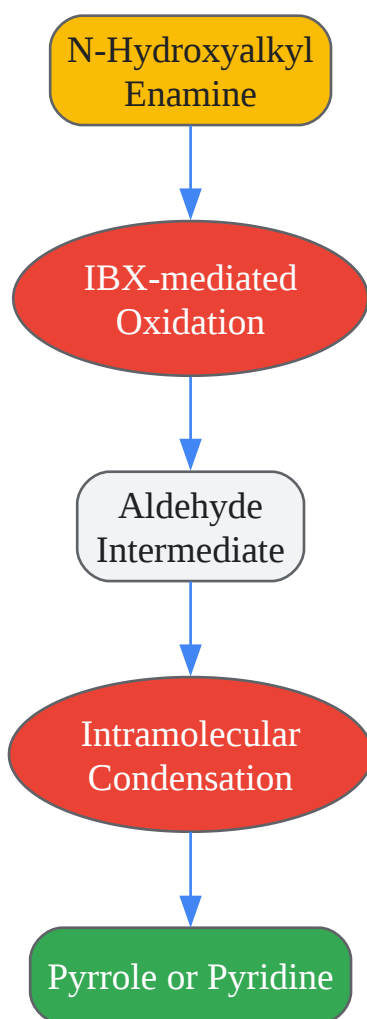 N-Hydroxyalkyl
Enamine
IBX-mediated
Oxidation
Aldehyde
Intermediate
Intramolecular
Condensation
Pyrrole or Pyridine